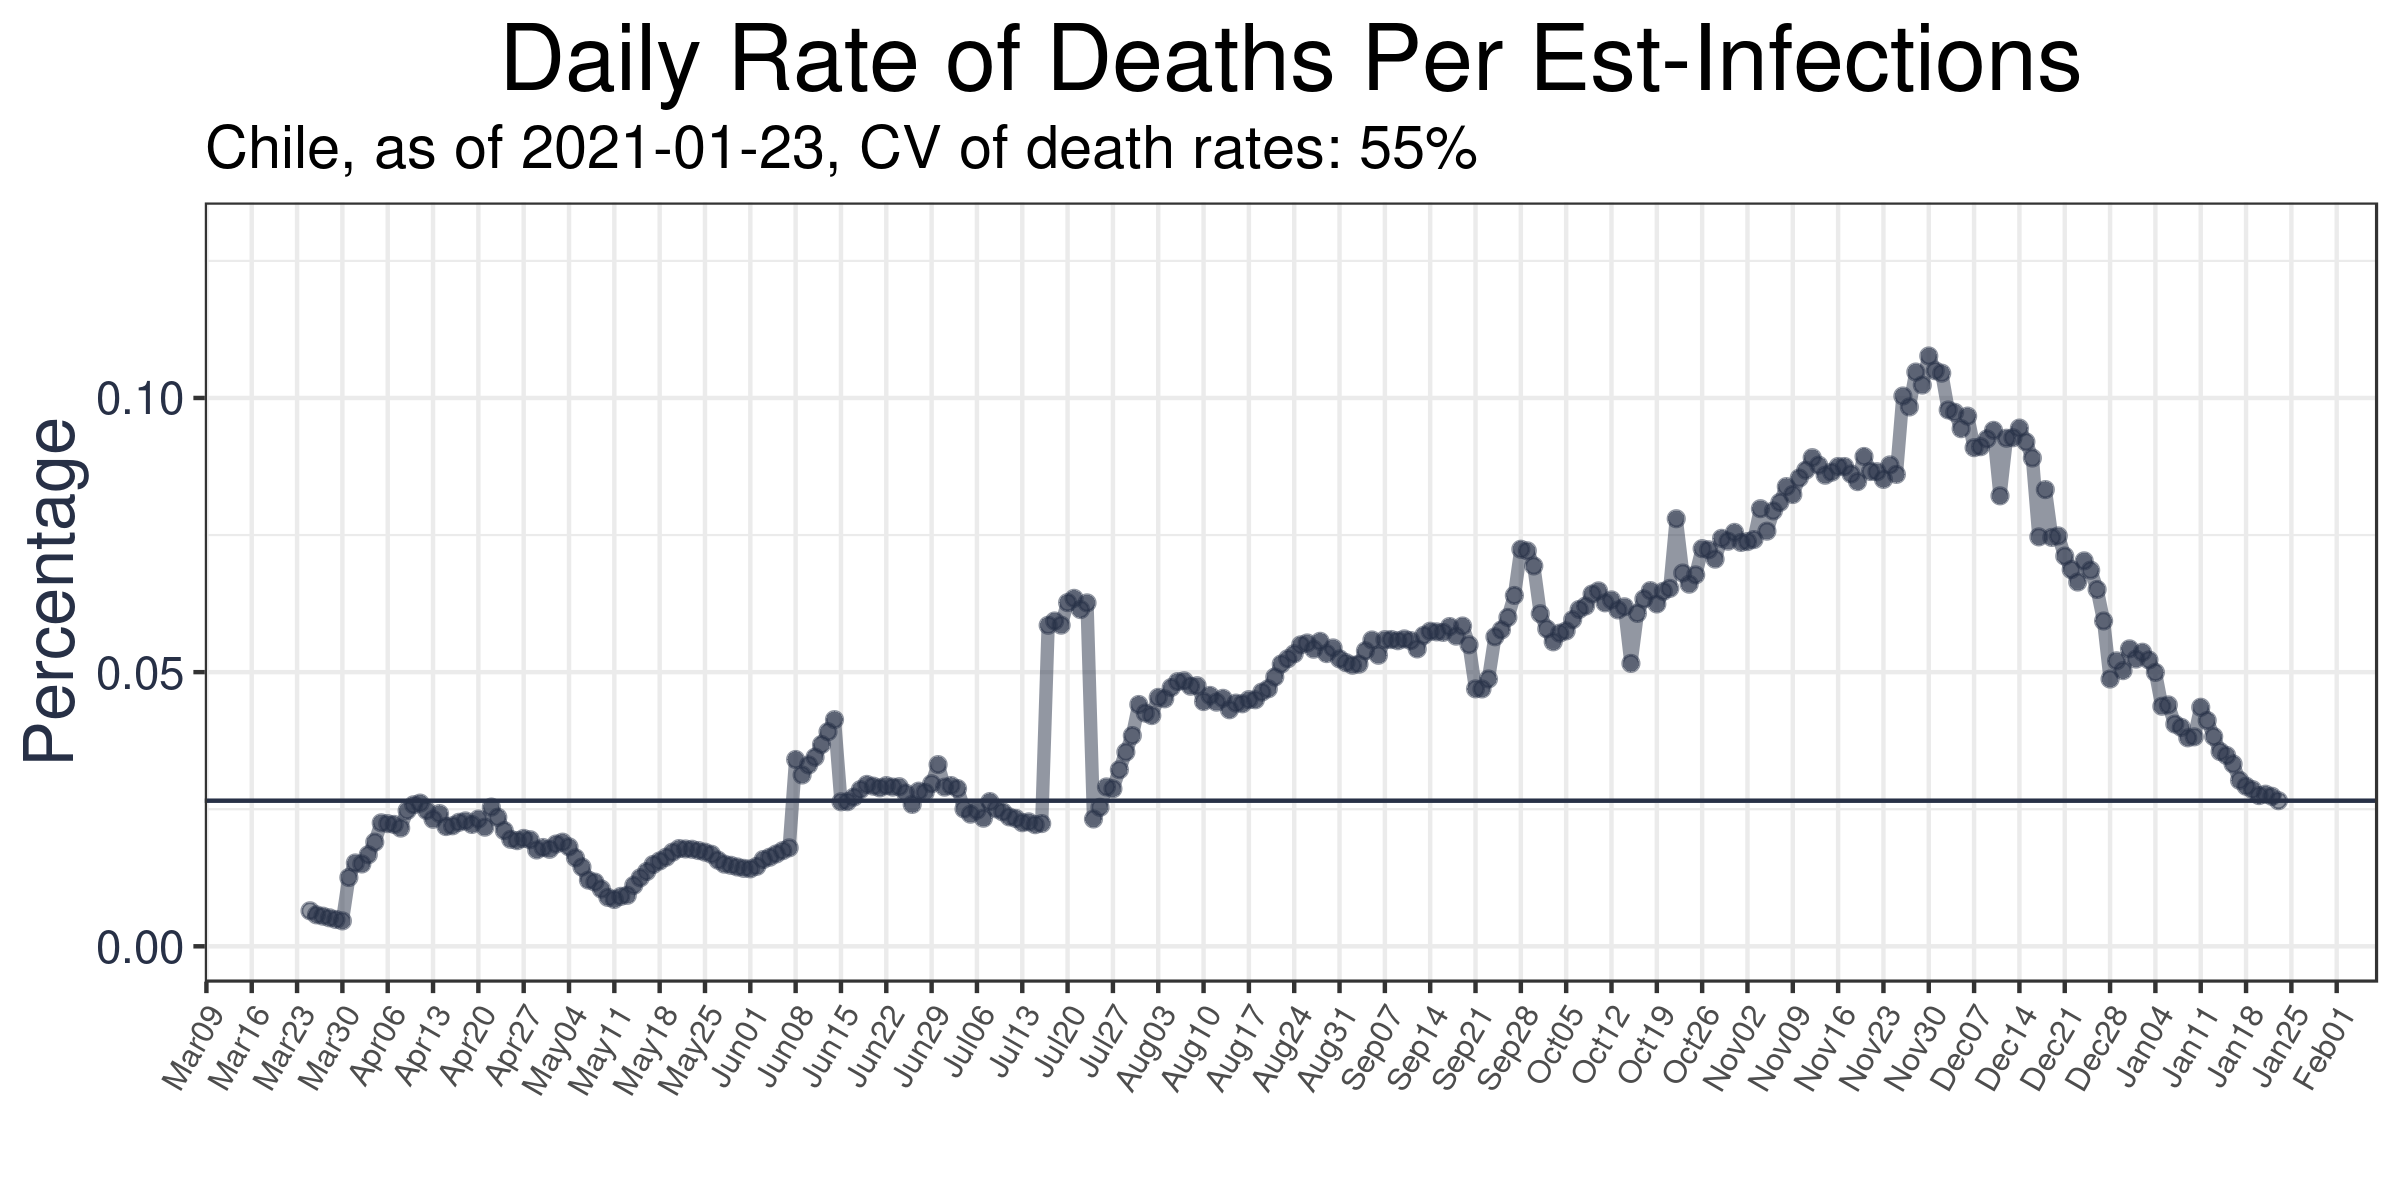 Daily Rate of Deaths Per Est-Infections
Chile, as of 2021-01-23, CV of death rates: 55%
Percentage
0.10
0.05
0.00
Mar09
Mar16
Mar23
Mar30
Apr06
Apr13
Apr20
Apr27
May04
May11
May18
May25
Jun01
Jun08
Jun15
Jun22
Jun29
Jul06
Jul13
Jul20
Jul27
Aug03
Aug10
Aug17
Aug24
Aug31
Sep07
Sep14
Sep21
Sep28
Oct05
Oct12
Oct19
Oct26
Nov02
Nov09
Nov16
Nov23
Nov30
Dec07
Dec14
Dec21
Dec28
Jan04
Jan11
Jan18
Jan25
Feb01